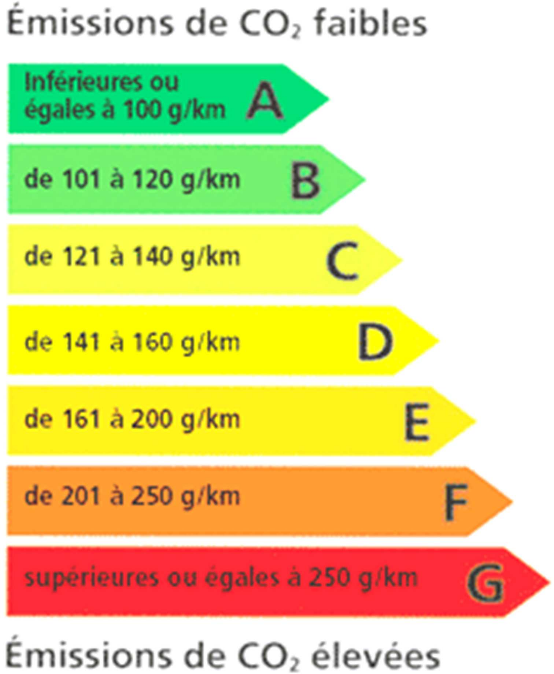 Émissions de CO₂ faibles
Inférieures ou
égales à 100 g/km A
de 101 à 120 g/km B
de 121 à 140 g/km C
de 141 à 160 g/km D
de 161 à 200 g/km E
de 201 à 250 g/km F
supérieures ou égales à 250 g/km G
Émissions de CO₂ élevées